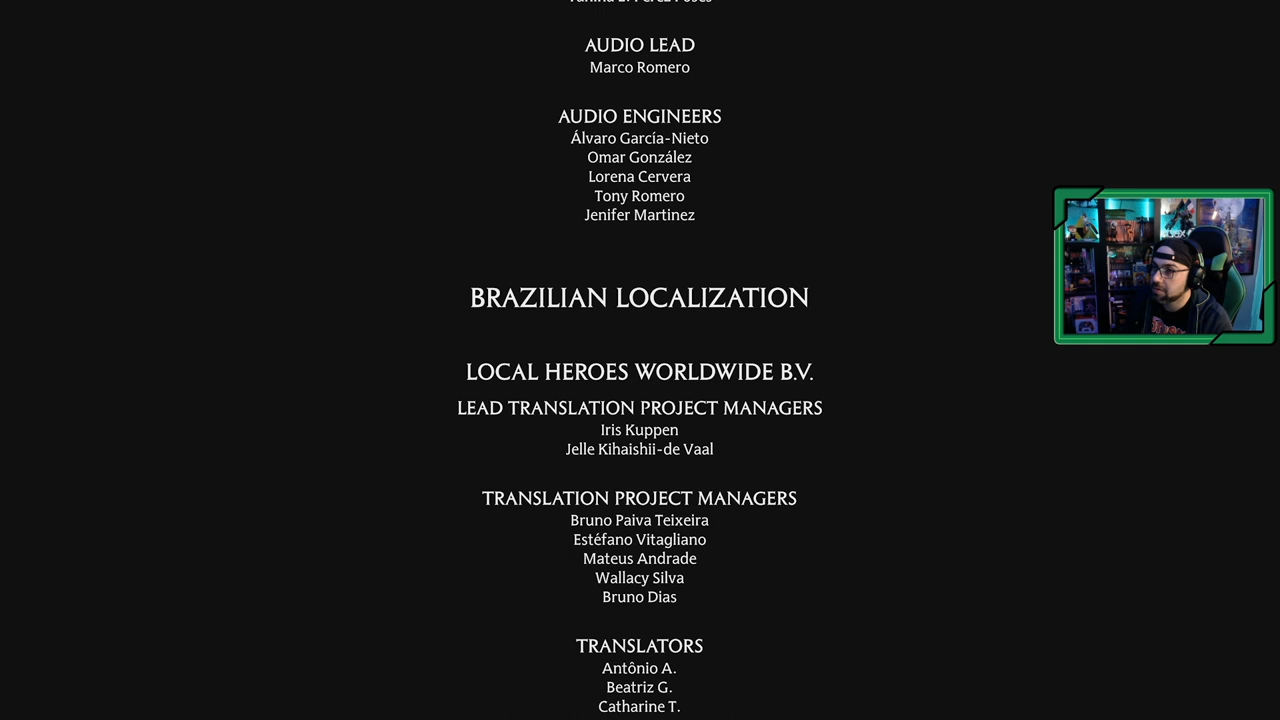 AUDIO LEAD
Marco Romero
AUDIO ENGINEERS
Álvaro García-Nieto
Omar González
Lorena Cervera
Tony Romero
Jenifer Martinez
BRAZILIAN LOCALIZATION
LOCAL HEROES WORLDWIDE B.V.
LEAD TRANSLATION PROJECT MANAGERS
Iris Kuppen
Jelle Kihaishii-de Vaal
TRANSLATION PROJECT MANAGERS
Bruno Paiva Teixeira
Estéfano Vitagliano
Mateus Andrade
Wallacy Silva
Bruno Dias
TRANSLATORS
Antônio A.
Beatriz G.
Catharine T.